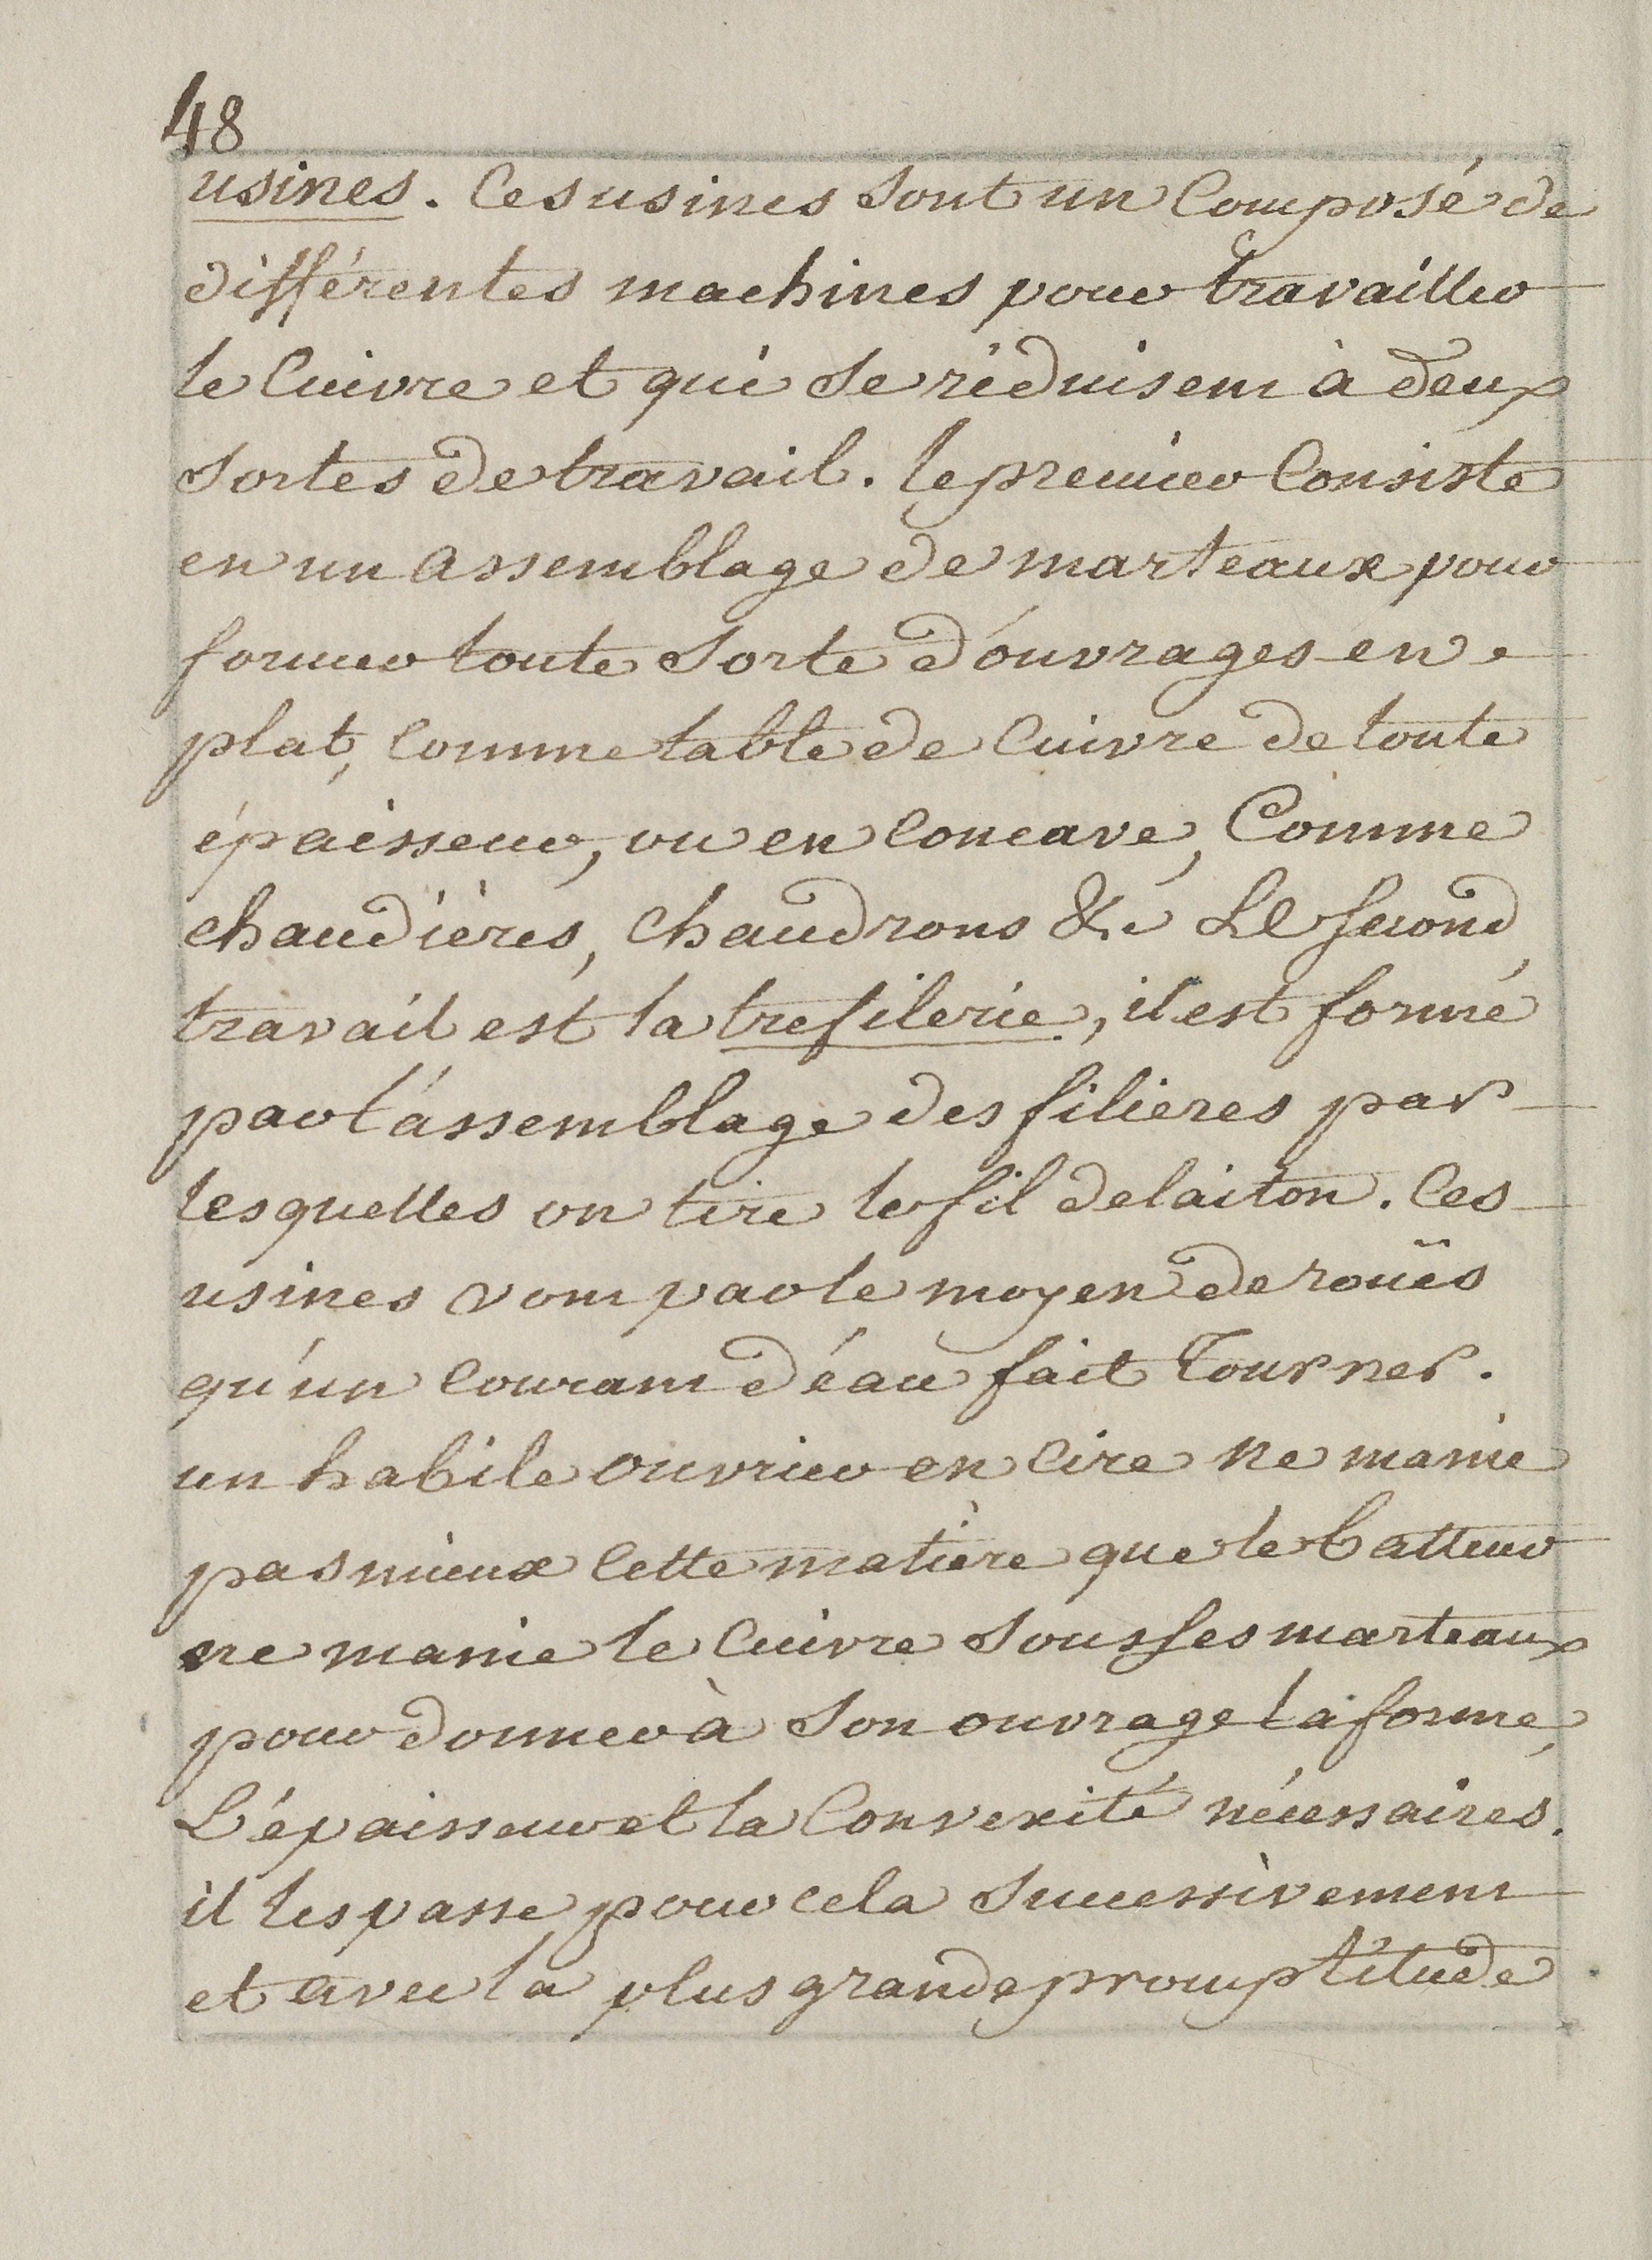 48
usines. Ces usines sont un Composé de
différentes machines pour travailler
le Cuivre et qui se réduisent à deux
sortes de travail. le premier Consiste
en un assemblage de marteaux pour
former toute sorte d'ouvrages en
plat, comme table de Cuivre de toute
épaisseur, ou en concave, Comme
chaudières, chaudrons &c. Le second
travail est la trefilerie, il est formé
par l'assemblage des filieres par
lesquelles on tire le fil de laiton. Ces
usines vont par le moyen de rouës
qu'un courant d'eau fait tourner.
un habile ouvrier en cire ne manie
pas mieux cette matière que le batteur
ne manie le Cuivre sous ses marteaux
pour donner à son ouvrage la forme,
L'épaisseur et la Convexité nécessaires.
il les passe pour cela successivement
et avec la plus grande promptitude